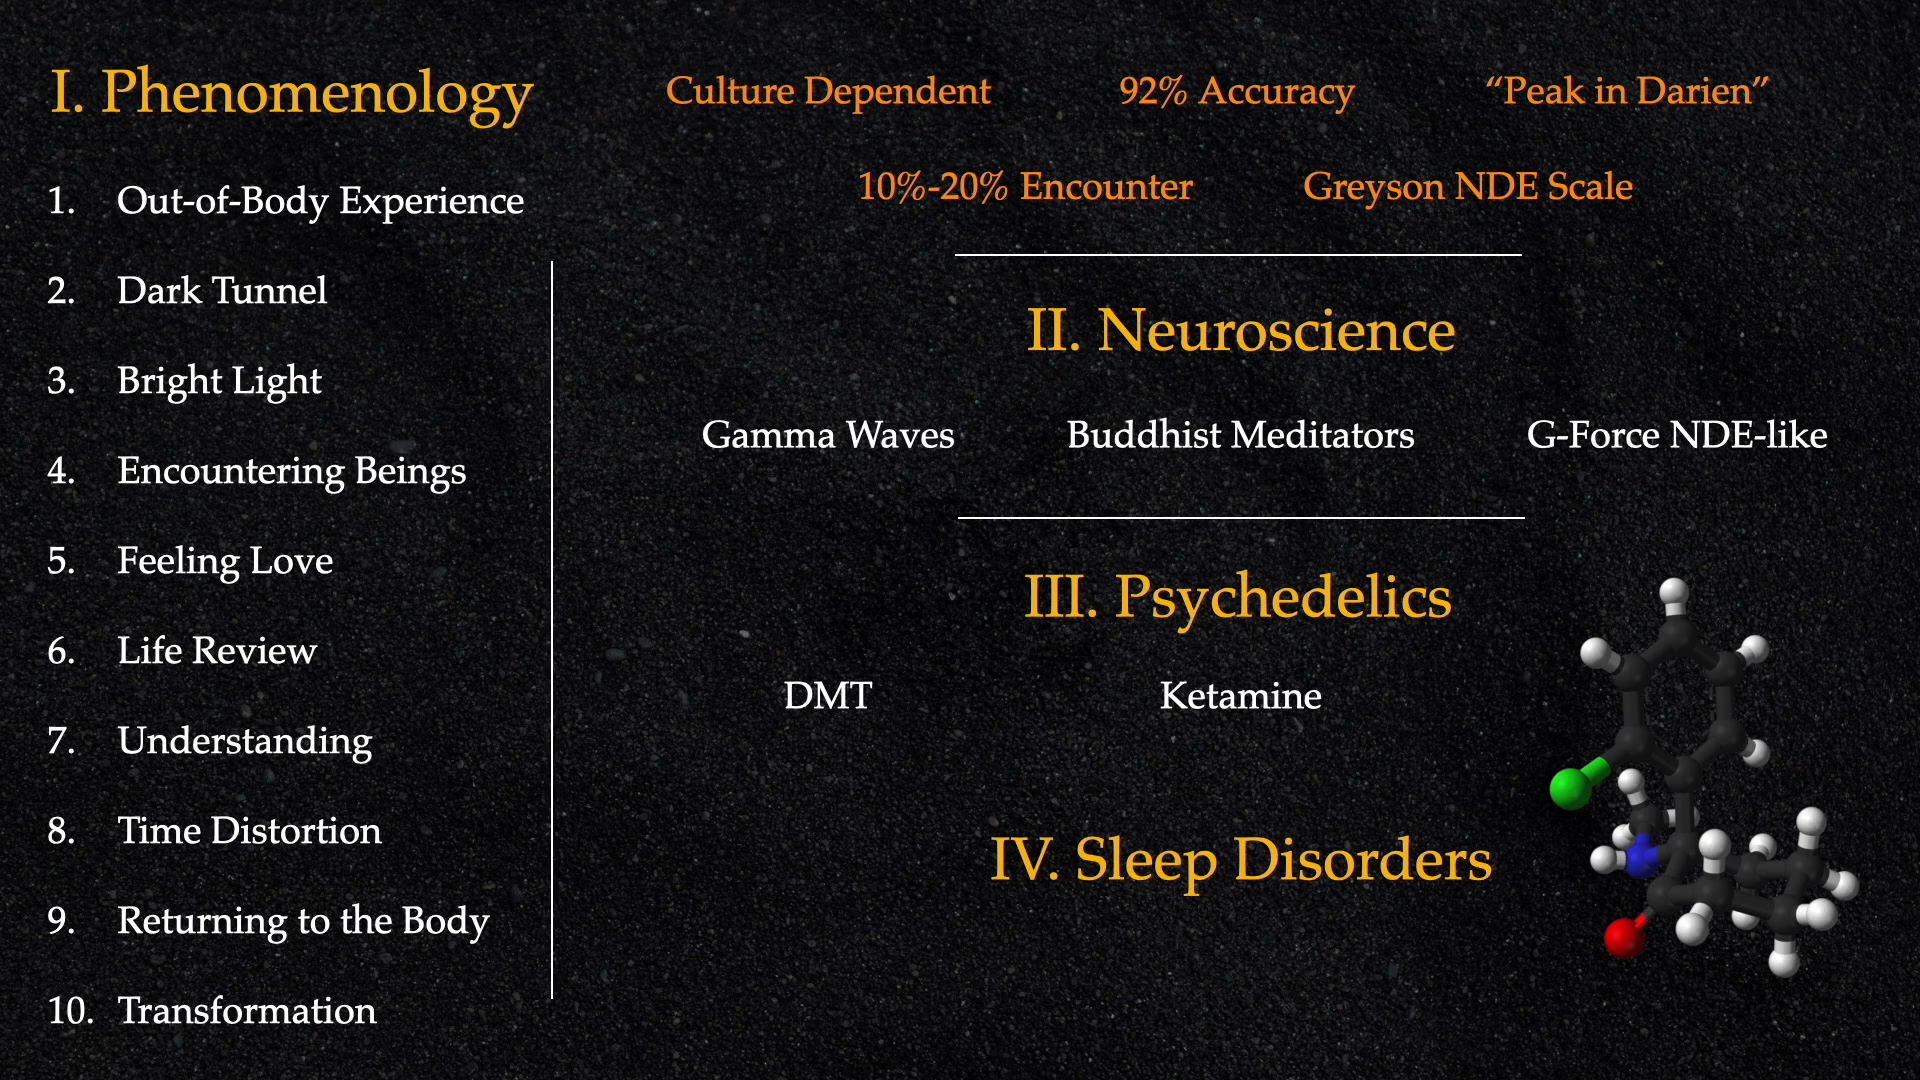 I. Phenomenology
1. Out-of-Body Experience
2. Dark Tunnel
3. Bright Light
4. Encountering Beings
5. Feeling Love
6. Life Review
7. Understanding
8. Time Distortion
9. Returning to the Body
10. Transformation
Culture Dependent 92% Accuracy “Peak in Darien”
10%-20% Encounter Greyson NDE Scale
II. Neuroscience
Gamma Waves Buddhist Meditators G-Force NDE-like
III. Psychedelics
DMT Ketamine
IV. Sleep Disorders